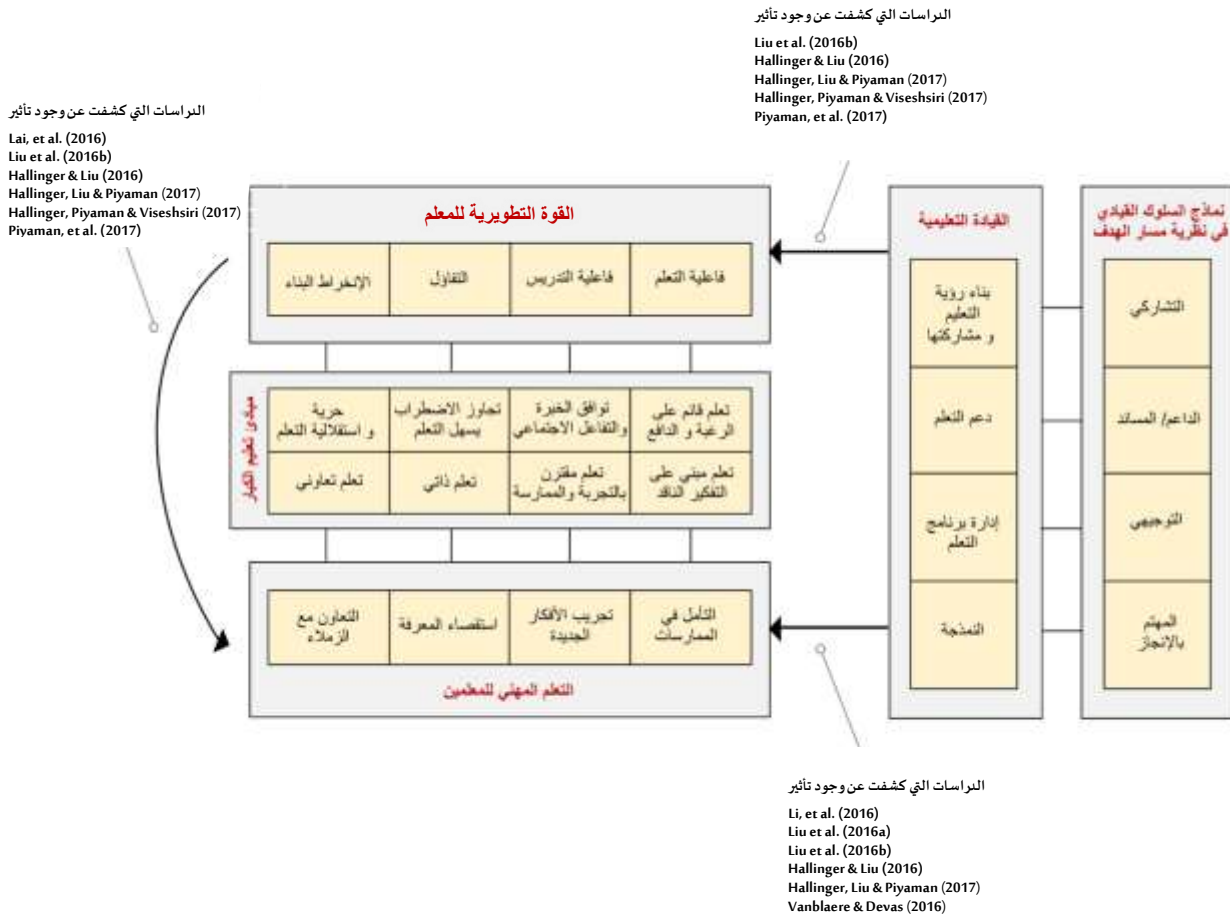 الدراسات التي كشفت عن وجود تأثير
Liu et al. (2016b)
Hallinger & Liu (2016)
Hallinger, Liu & Piyaman (2017)
Hallinger, Piyaman & Viseshsiri (2017)
Piyaman, et al. (2017)
الدراسات التي كشفت عن وجود تأثير
Lai, et al. (2016)
Liu et al. (2016b)
Hallinger & Liu (2016)
Hallinger, Liu & Piyaman (2017)
Hallinger, Piyaman & Viseshsiri (2017)
Piyaman, et al. (2017)
نماذج السلوك القيادي
في نظرية مسار الهدف
التشاركي
الداعم/ المساند
التوجيهي
المهتم
بالإنجاز
القيادة التعليمية
بناء رؤية
التعليم
و مشاركتها
دعم التعلم
إدارة برنامج
التعلم
النمذجة
القوة التطويرية للمعلم
فاعلية التعلم
فاعلية التدريس
التفاؤل
الإنخراط البناء
مبادئ تعليم الكبار
تعلم قائم على
الرغبة و الدافع
توافق الخبرة
والتفاعل الاجتماعي
تجاوز الاضطراب
يسهل التعلم
حرية
و استقلالية التعلم
تعلم مبني على
التفكير الناقد
تعلم مقترن
بالتجربة والممارسة
تعلم ذاتي
تعلم تعاوني
التأمل في
الممارسات
تجريب الأفكار
الجديدة
استقصاء المعرفة
التعاون مع
الزملاء
التعلم المهني للمعلمين
الدراسات التي كشفت عن وجود تأثير
Li, et al. (2016)
Liu et al. (2016a)
Liu et al. (2016b)
Hallinger & Liu (2016)
Hallinger, Liu & Piyaman (2017)
Vanblaere & Devas (2016)